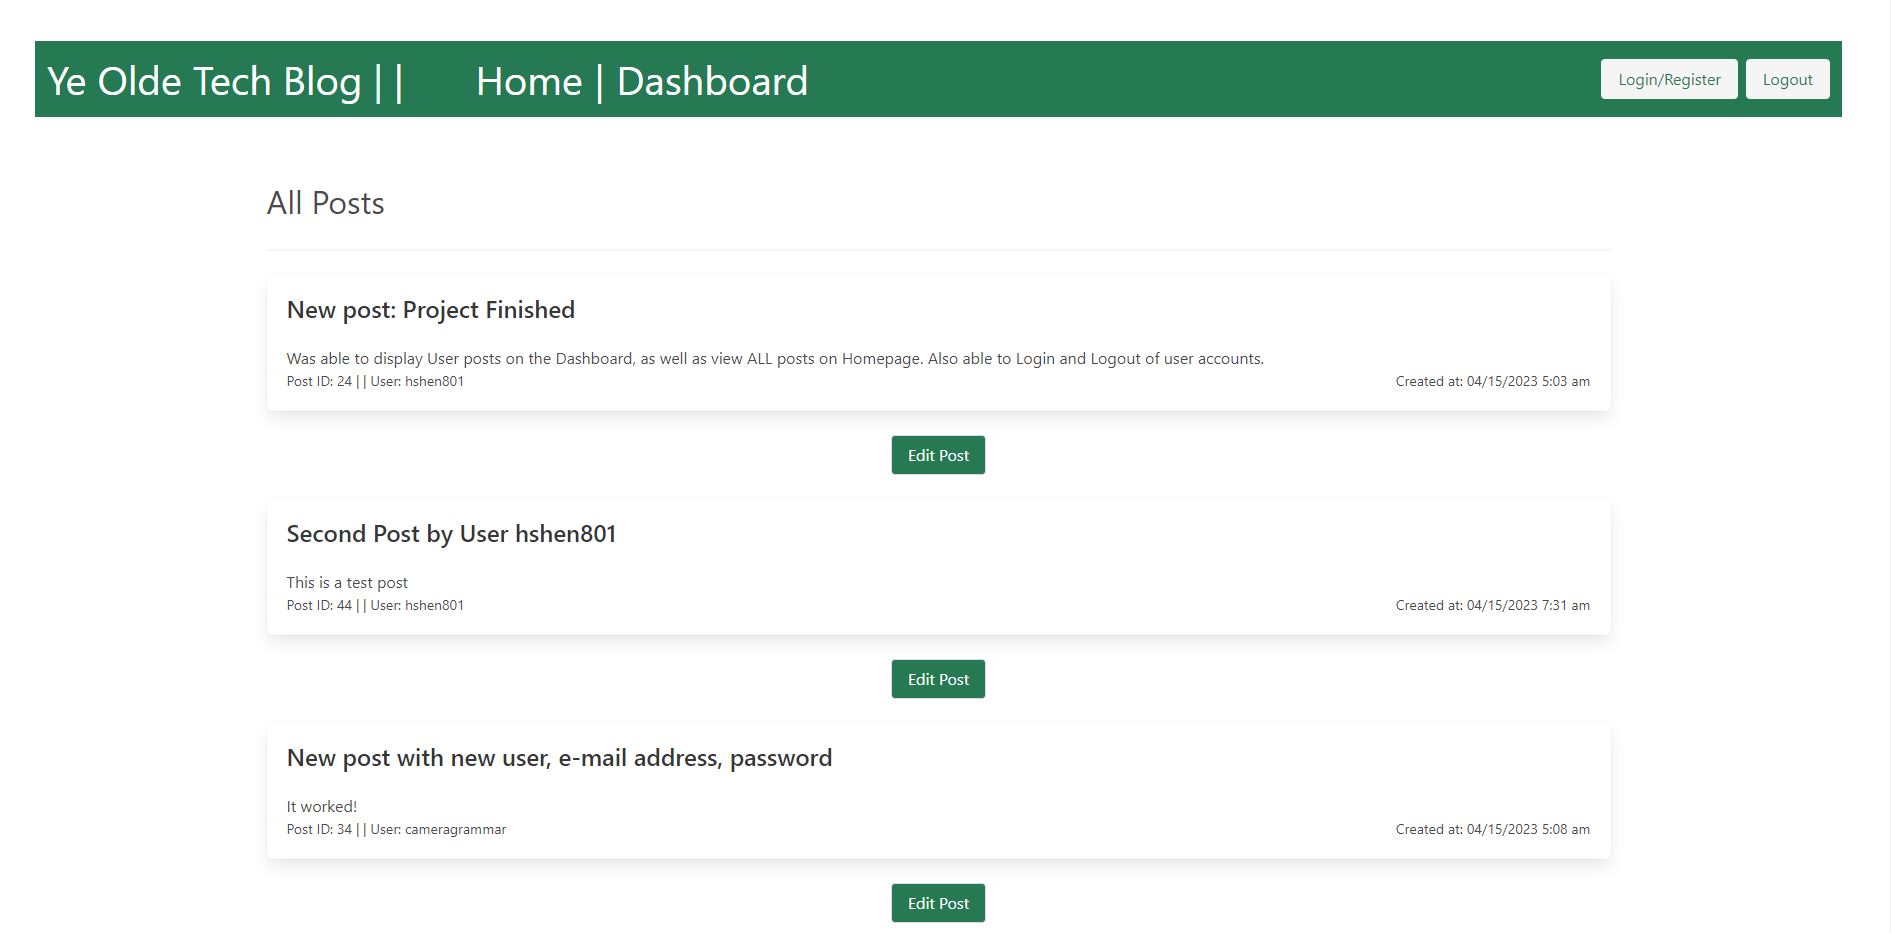 Ye Olde Tech Blog || Home | Dashboard Login/Register Logout
All Posts
New post: Project Finished
Was able to display User posts on the Dashboard, as well as view ALL posts on Homepage. Also able to Login and Logout of user accounts.
Post ID: 24 || User: hshen801 Created at: 04/15/2023 5:03 am
Edit Post
Second Post by User hshen801
This is a test post
Post ID: 44 || User: hshen801 Created at: 04/15/2023 7:31 am
Edit Post
New post with new user, e-mail address, password
It worked!
Post ID: 34 || User: cameragrammar Created at: 04/15/2023 5:08 am
Edit Post